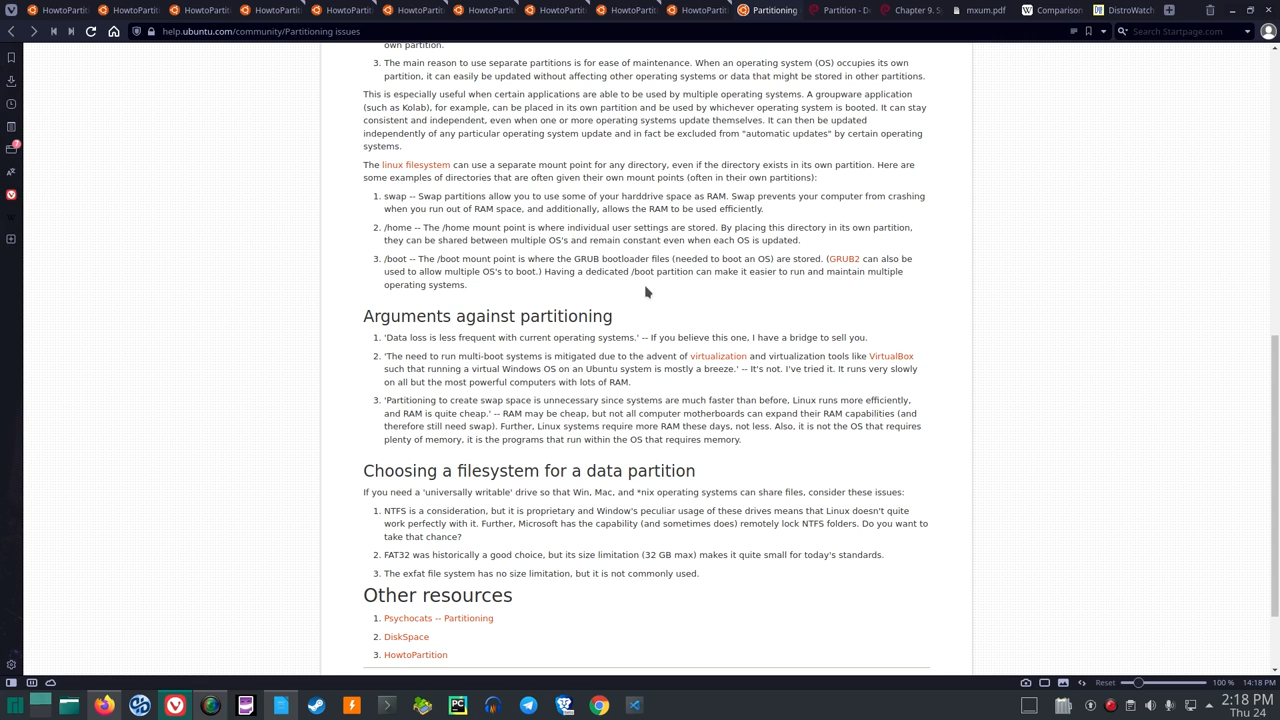 HowtoParti
HowtoParti
HowtoParti
HowtoParti
HowtoParti
HowtoParti
HowtoParti
HowtoParti
HowtoParti
HowtoParti
Partitioning
Partition - D
Chapter 9. S
mxum.pdf
Comparison
DistroWatch
help.ubuntu.com/community/Partitioning issues
Search Startpage.com
own partition.
3. The main reason to use separate partitions is for ease of maintenance. When an operating system (OS) occupies its own
partition, it can easily be updated without affecting other operating systems or data that might be stored in other partitions.
This is especially useful when certain applications are able to be used by multiple operating systems. A groupware application
(such as Kolab), for example, can be placed in its own partition and be used by whichever operating system is booted. It can stay
consistent and independent, even when one or more operating systems update themselves. It can then be updated
independently of any particular operating system update and in fact be excluded from "automatic updates" by certain operating
systems.
The linux filesystem can use a separate mount point for any directory, even if the directory exists in its own partition. Here are
some examples of directories that are often given their own mount points (often in their own partitions):
1. swap -- Swap partitions allow you to use some of your harddrive space as RAM. Swap prevents your computer from crashing
when you run out of RAM space, and additionally, allows the RAM to be used efficiently.
2. /home -- The /home mount point is where individual user settings are stored. By placing this directory in its own partition,
they can be shared between multiple OS's and remain constant even when each OS is updated.
3. /boot -- The /boot mount point is where the GRUB bootloader files (needed to boot an OS) are stored. (GRUB2 can also be
used to allow multiple OS's to boot.) Having a dedicated /boot partition can make it easier to run and maintain multiple
operating systems.
Arguments against partitioning
1. 'Data loss is less frequent with current operating systems.' -- If you believe this one, I have a bridge to sell you.
2. 'The need to run multi-boot systems is mitigated due to the advent of virtualization and virtualization tools like VirtualBox
such that running a virtual Windows OS on an Ubuntu system is mostly a breeze.' -- It's not. I've tried it. It runs very slowly
on all but the most powerful computers with lots of RAM.
3. 'Partitioning to create swap space is unnecessary since systems are much faster than before, Linux runs more efficiently,
and RAM is quite cheap.' -- RAM may be cheap, but not all computer motherboards can expand their RAM capabilities (and
therefore still need swap). Further, Linux systems require more RAM these days, not less. Also, it is not the OS that requires
plenty of memory, it is the programs that run within the OS that requires memory.
Choosing a filesystem for a data partition
If you need a 'universally writable' drive so that Win, Mac, and *nix operating systems can share files, consider these issues:
1. NTFS is a consideration, but it is proprietary and Window's peculiar usage of these drives means that Linux doesn't quite
work perfectly with it. Further, Microsoft has the capability (and sometimes does) remotely lock NTFS folders. Do you want to
take that chance?
2. FAT32 was historically a good choice, but its size limitation (32 GB max) makes it quite small for today's standards.
3. The exfat file system has no size limitation, but it is not commonly used.
Other resources
1. Psychocats -- Partitioning
2. DiskSpace
3. HowtoPartition
Reset
100 %
14:18 PM
2:18 PM
Thu 24